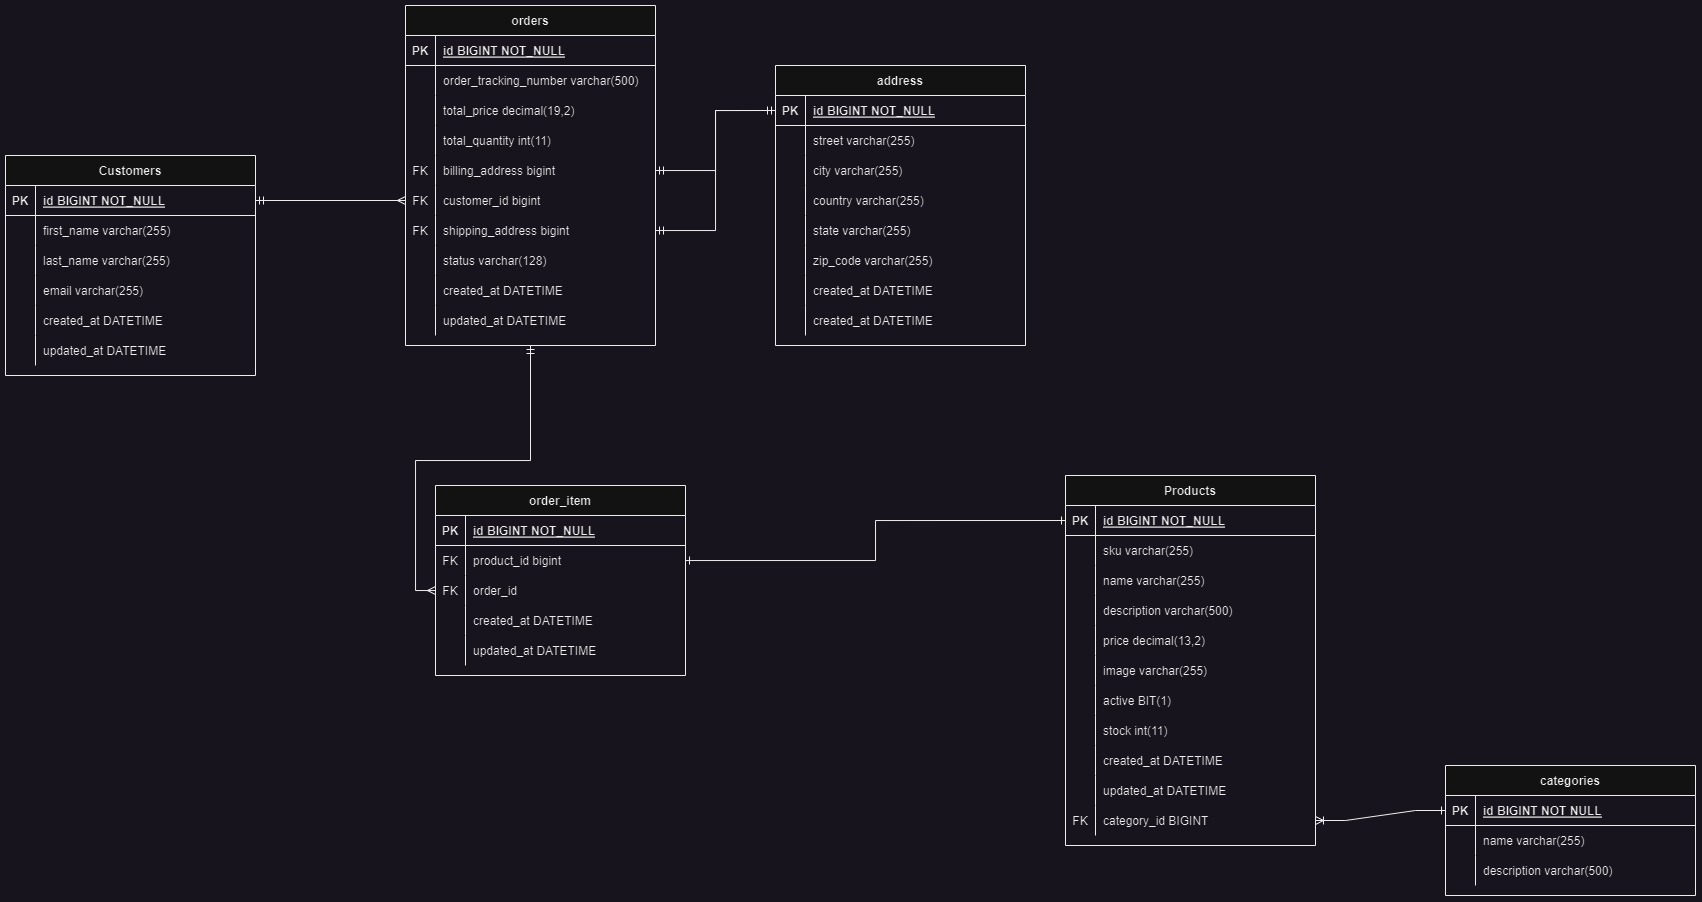 orders
PK id BIGINT NOT_NULL
order_tracking_number varchar(500)
total_price decimal(19,2)
total_quantity int(11)
FK billing_address bigint
FK customer_id bigint
FK shipping_address bigint
status varchar(128)
created_at DATETIME
updated_at DATETIME
address
PK id BIGINT NOT_NULL
street varchar(255)
city varchar(255)
country varchar(255)
state varchar(255)
zip_code varchar(255)
created_at DATETIME
created_at DATETIME
Customers
PK id BIGINT NOT_NULL
first_name varchar(255)
last_name varchar(255)
email varchar(255)
created_at DATETIME
updated_at DATETIME
order_item
PK id BIGINT NOT_NULL
FK product_id bigint
FK order_id
created_at DATETIME
updated_at DATETIME
Products
PK id BIGINT NOT_NULL
sku varchar(255)
name varchar(255)
description varchar(500)
price decimal(13,2)
image varchar(255)
active BIT(1)
stock int(11)
created_at DATETIME
updated_at DATETIME
FK category_id BIGINT
categories
PK id BIGINT NOT NULL
name varchar(255)
description varchar(500)